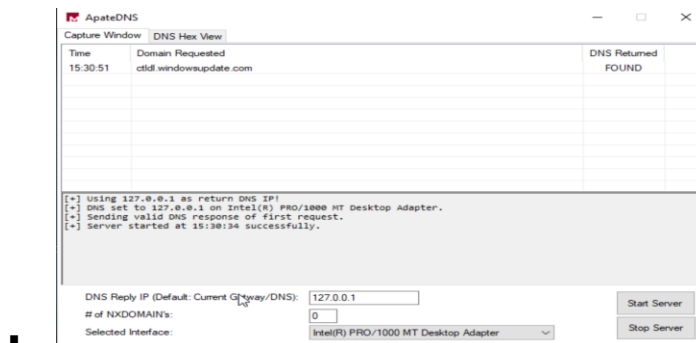 ApateDNS
Capture Window DNS Hex View
Time Domain Requested DNS Returned
15:30:51 ctldl.windowsupdate.com FOUND
[+] Using 127.0.0.1 as return DNS IP!
[+] DNS set to 127.0.0.1 on Intel(R) PRO/1000 MT Desktop Adapter.
[+] Sending valid DNS response of first request.
[+] Server started at 15:30:34 successfully.
DNS Reply IP (Default: Current Gatway/DNS): 127.0.0.1
Start Server
# of NXDOMAIN's: 0
Stop Server
Selected Interface: Intel(R) PRO/1000 MT Desktop Adapter